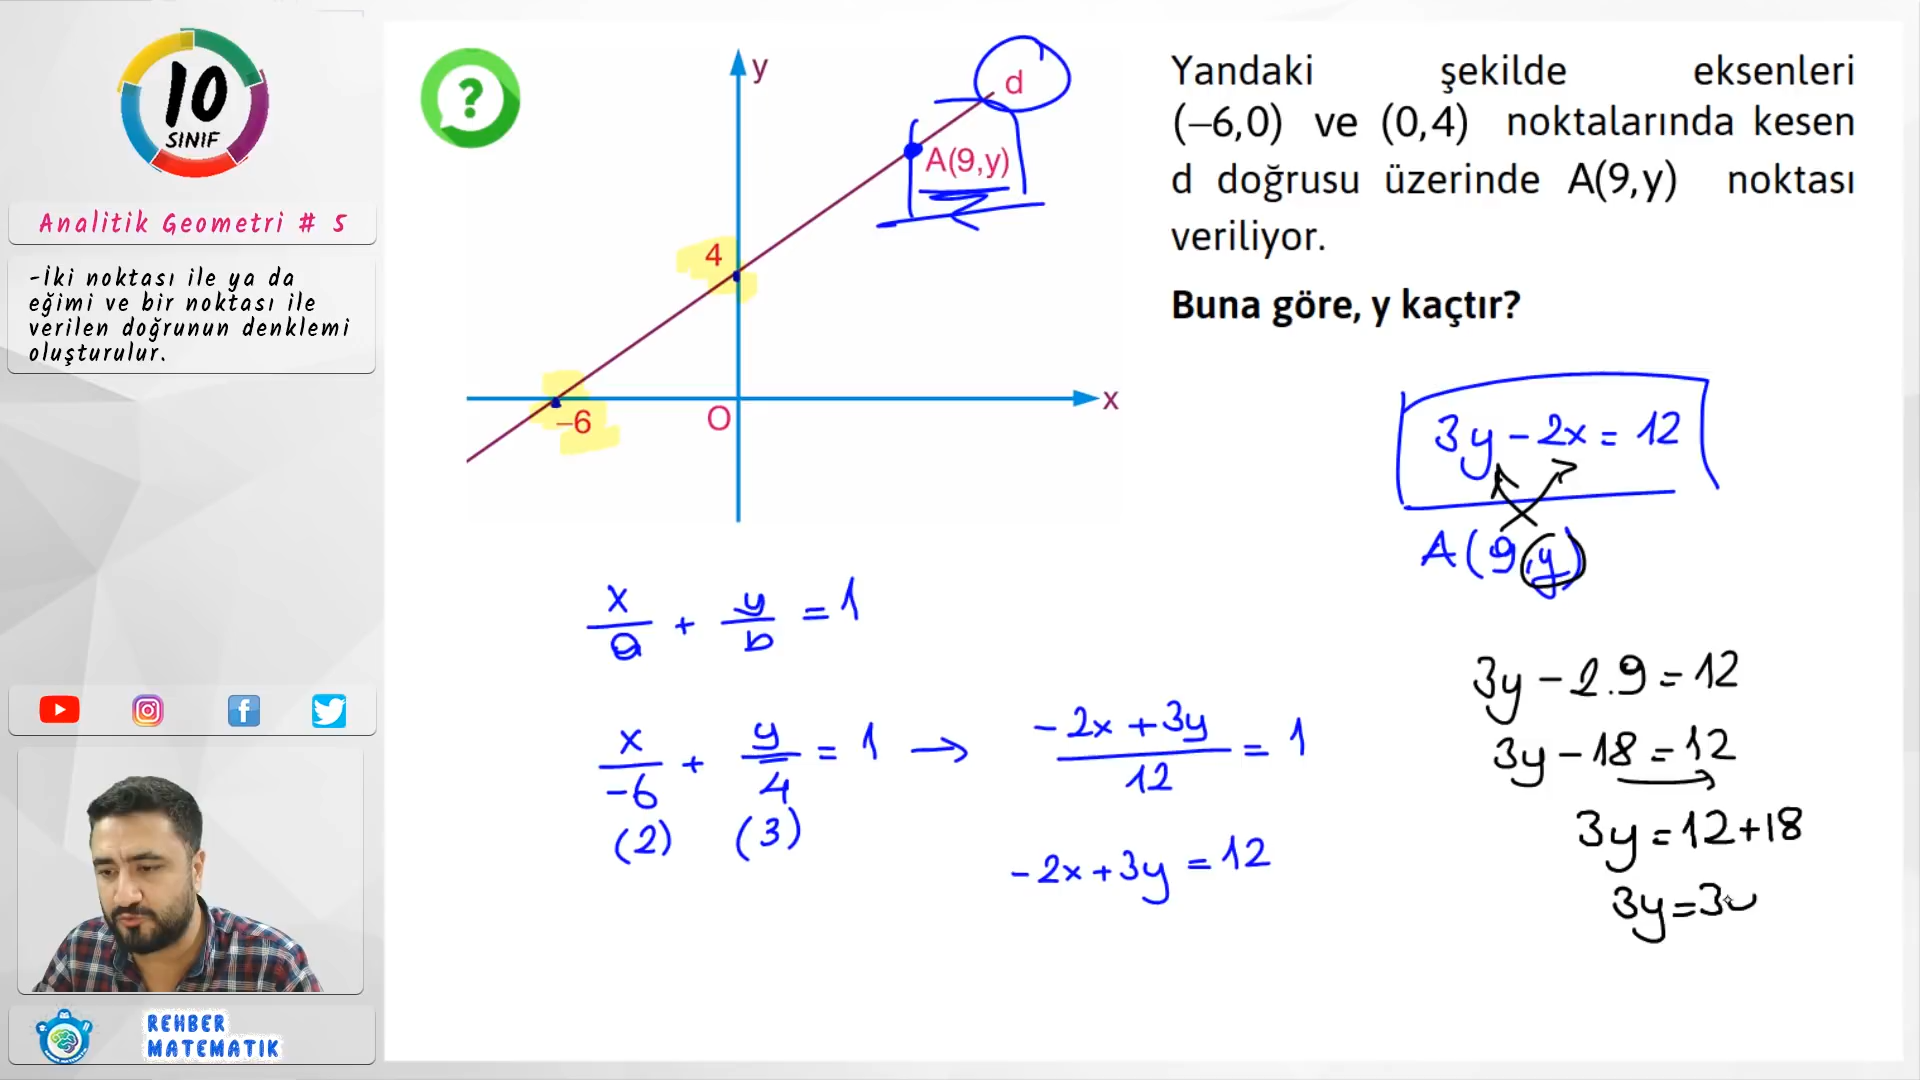 10
SINIF
Analitik Geometri # 5
-İki noktası ile ya da
eğimi ve bir noktası ile
verilen doğrunun denklemi
oluşturulur.
REHBER
MATEMATİK
?
y
d
A(9,y)
4
-6
O
x
Yandaki şekilde eksenleri
(-6,0) ve (0,4) noktalarında kesen
d doğrusu üzerinde A(9,y) noktası
veriliyor.
Buna göre, y kaçtır?
3y - 2x = 12
A(9,y)
x/a + y/b = 1
x/-6 + y/4 = 1 → -2x + 3y/12 = 1
(2) (3)
-2x + 3y = 12
3y - 2.9 = 12
3y - 18 = 12
3y = 12 + 18
3y = 3